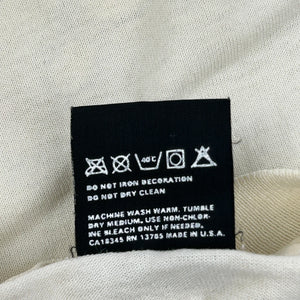 40°C
DO NOT IRON DECORATION
DO NOT DRY CLEAN
MACHINE WASH WARM. TUMBLE
DRY MEDIUM. USE NON-CHLOR-
INE BLEACH ONLY IF NEEDED.
CA18345 RN 13765 MADE IN U.S.A.